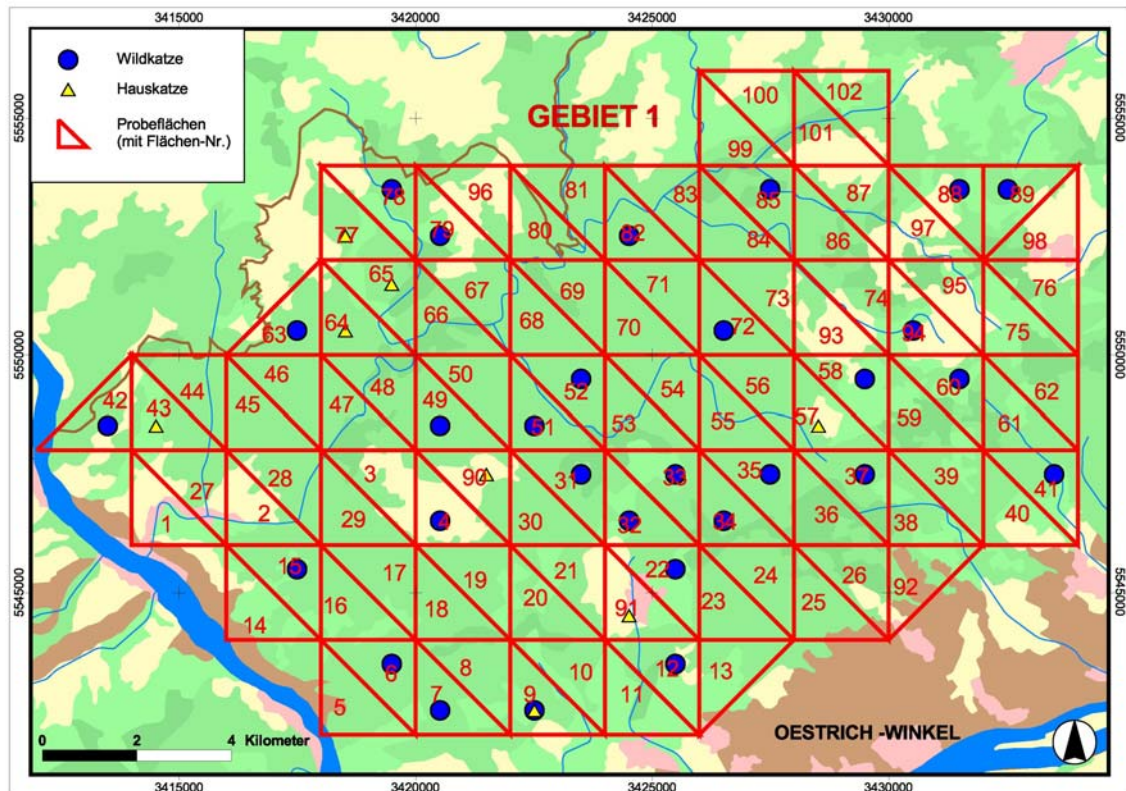 3415000 3420000 3425000 3430000
Wildkatze
Hauskatze
Probeflächen
(mit Flächen-Nr.)
GEBIET 1
5555000 5555000
100 102
99 101
78 96 81 83 85 87 88 89
77 79 80 82 84 86 97 98
65 67 69 71 73 74 95 76
63 64 66 68 70 72 93 94 75
5550000 5550000
42 44 46 48 50 52 54 56 58 60 62
43 45 47 49 51 53 55 57 59 61
27 28 3 90 31 33 35 37 39 41
1 2 29 4 30 32 34 36 38 40
15 17 19 21 22 24 26 92
5545000 5545000
14 16 18 20 91 23 25
6 8 10 12 13
5 7 9 11
OESTRICH -WINKEL
0 2 4 Kilometer
3415000 3420000 3425000 3430000